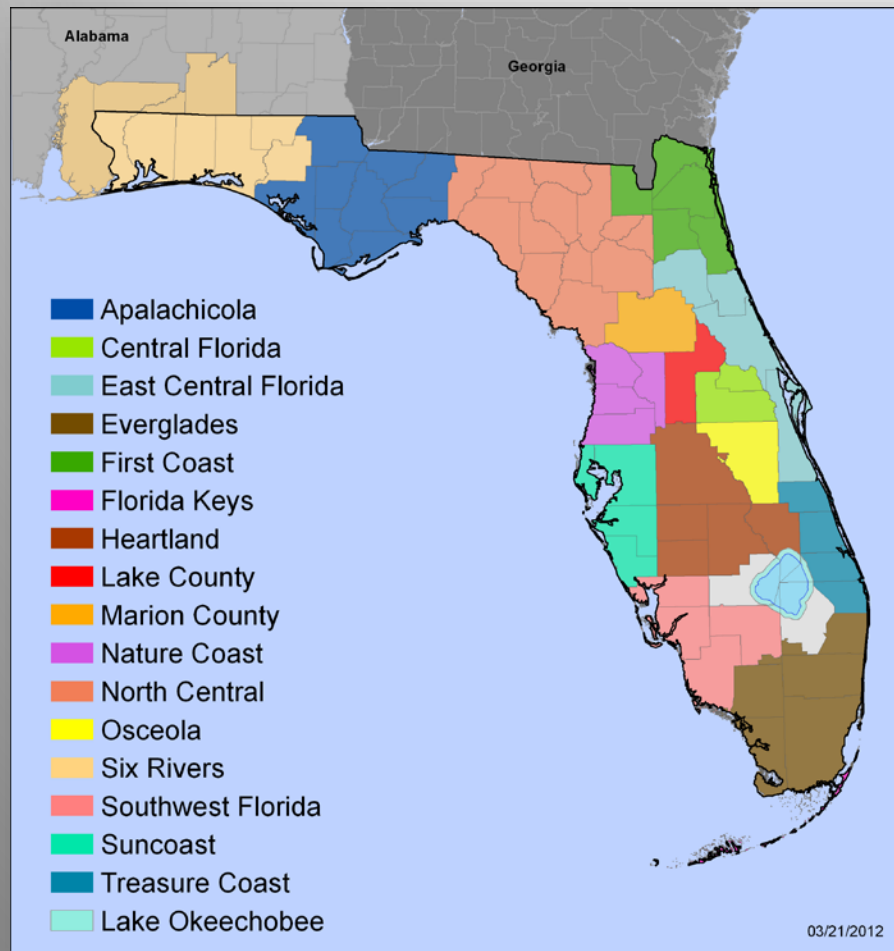 Alabama
Georgia
Apalachicola
Central Florida
East Central Florida
Everglades
First Coast
Florida Keys
Heartland
Lake County
Marion County
Nature Coast
North Central
Osceola
Six Rivers
Southwest Florida
Suncoast
Treasure Coast
Lake Okeechobee
03/21/2012